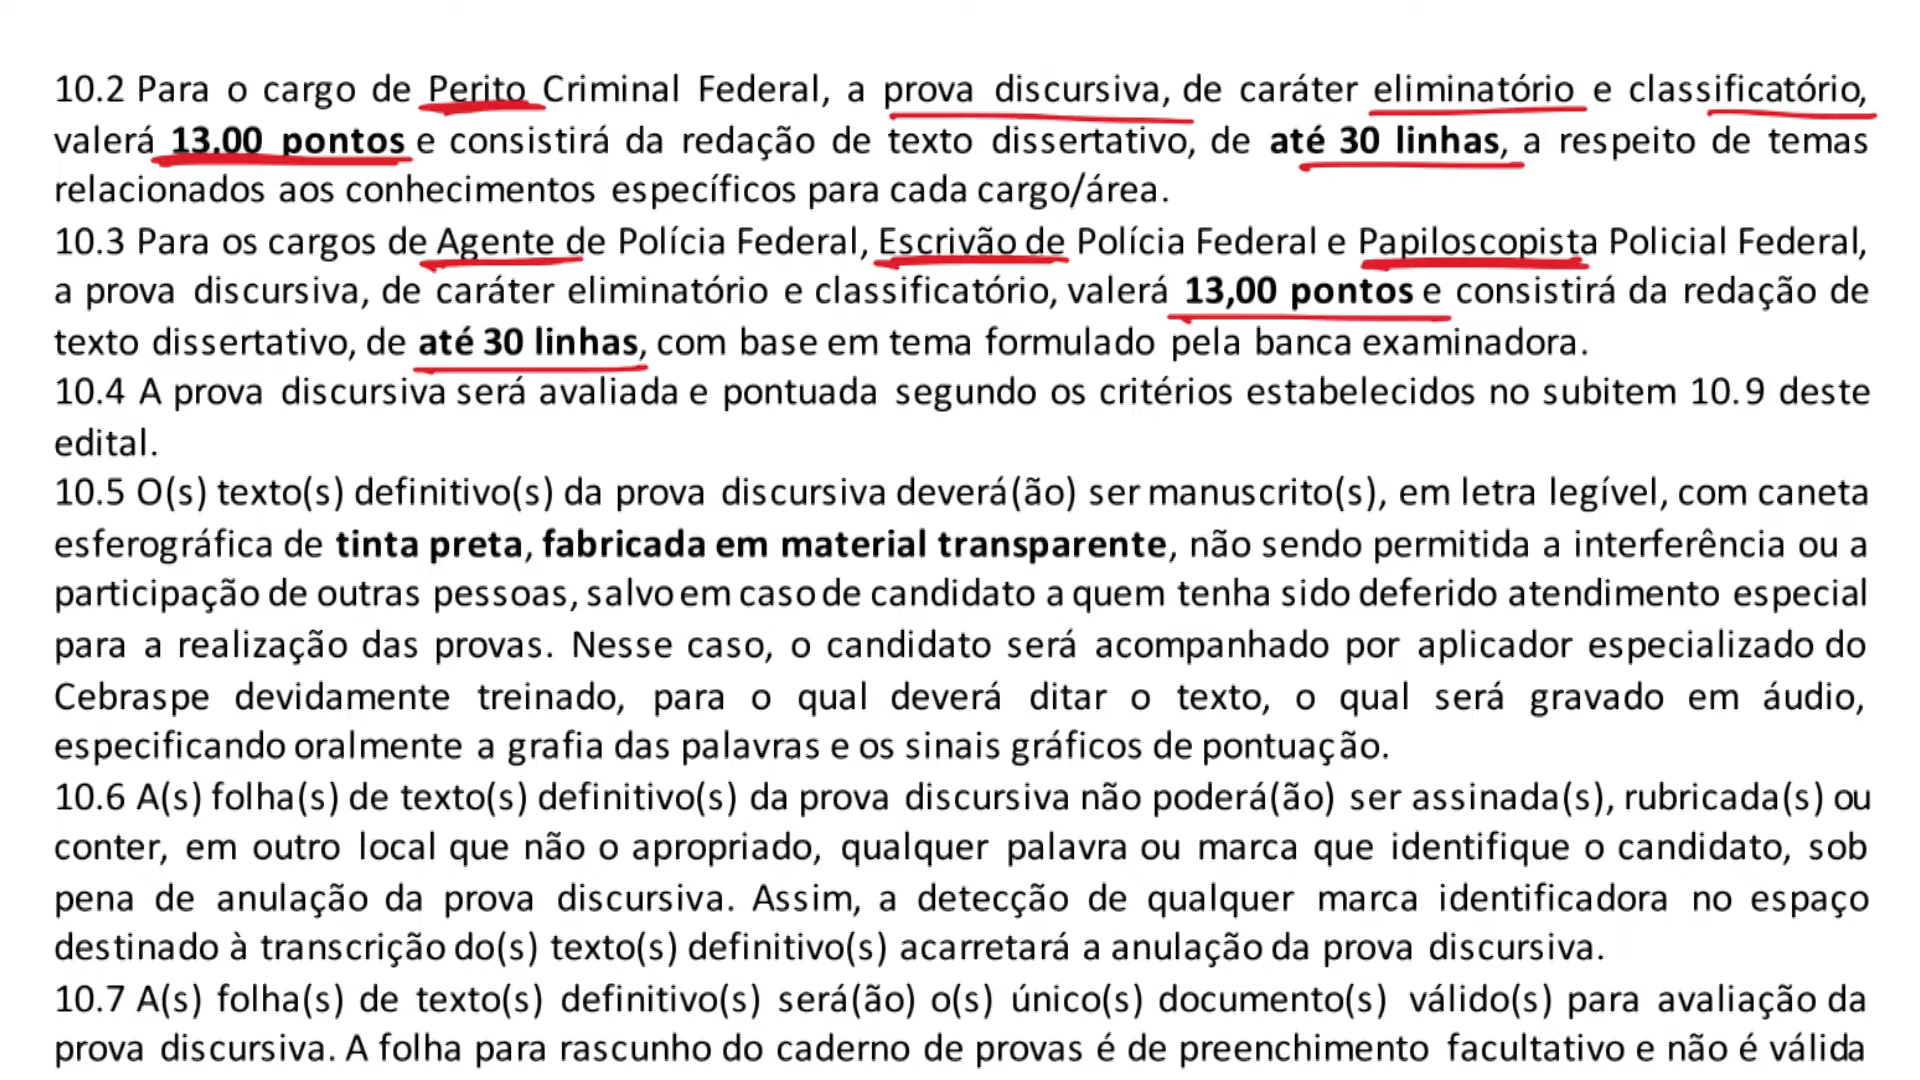 10.2 Para o cargo de Perito Criminal Federal, a prova discursiva, de caráter eliminatório e classificatório,
valerá 13,00 pontos e consistirá da redação de texto dissertativo, de até 30 linhas, a respeito de temas
relacionados aos conhecimentos específicos para cada cargo/área.
10.3 Para os cargos de Agente de Polícia Federal, Escrivão de Polícia Federal e Papiloscopista Policial Federal,
a prova discursiva, de caráter eliminatório e classificatório, valerá 13,00 pontos e consistirá da redação de
texto dissertativo, de até 30 linhas, com base em tema formulado pela banca examinadora.
10.4 A prova discursiva será avaliada e pontuada segundo os critérios estabelecidos no subitem 10.9 deste
edital.
10.5 O(s) texto(s) definitivo(s) da prova discursiva deverá(ão) ser manuscrito(s), em letra legível, com caneta
esferográfica de tinta preta, fabricada em material transparente, não sendo permitida a interferência ou a
participação de outras pessoas, salvo em caso de candidato a quem tenha sido deferido atendimento especial
para a realização das provas. Nesse caso, o candidato será acompanhado por aplicador especializado do
Cebraspe devidamente treinado, para o qual deverá ditar o texto, o qual será gravado em áudio,
especificando oralmente a grafia das palavras e os sinais gráficos de pontuação.
10.6 A(s) folha(s) de texto(s) definitivo(s) da prova discursiva não poderá(ão) ser assinada(s), rubricada(s) ou
conter, em outro local que não o apropriado, qualquer palavra ou marca que identifique o candidato, sob
pena de anulação da prova discursiva. Assim, a detecção de qualquer marca identificadora no espaço
destinado à transcrição do(s) texto(s) definitivo(s) acarretará a anulação da prova discursiva.
10.7 A(s) folha(s) de texto(s) definitivo(s) será(ão) o(s) único(s) documento(s) válido(s) para avaliação da
prova discursiva. A folha para rascunho do caderno de provas é de preenchimento facultativo e não é válida